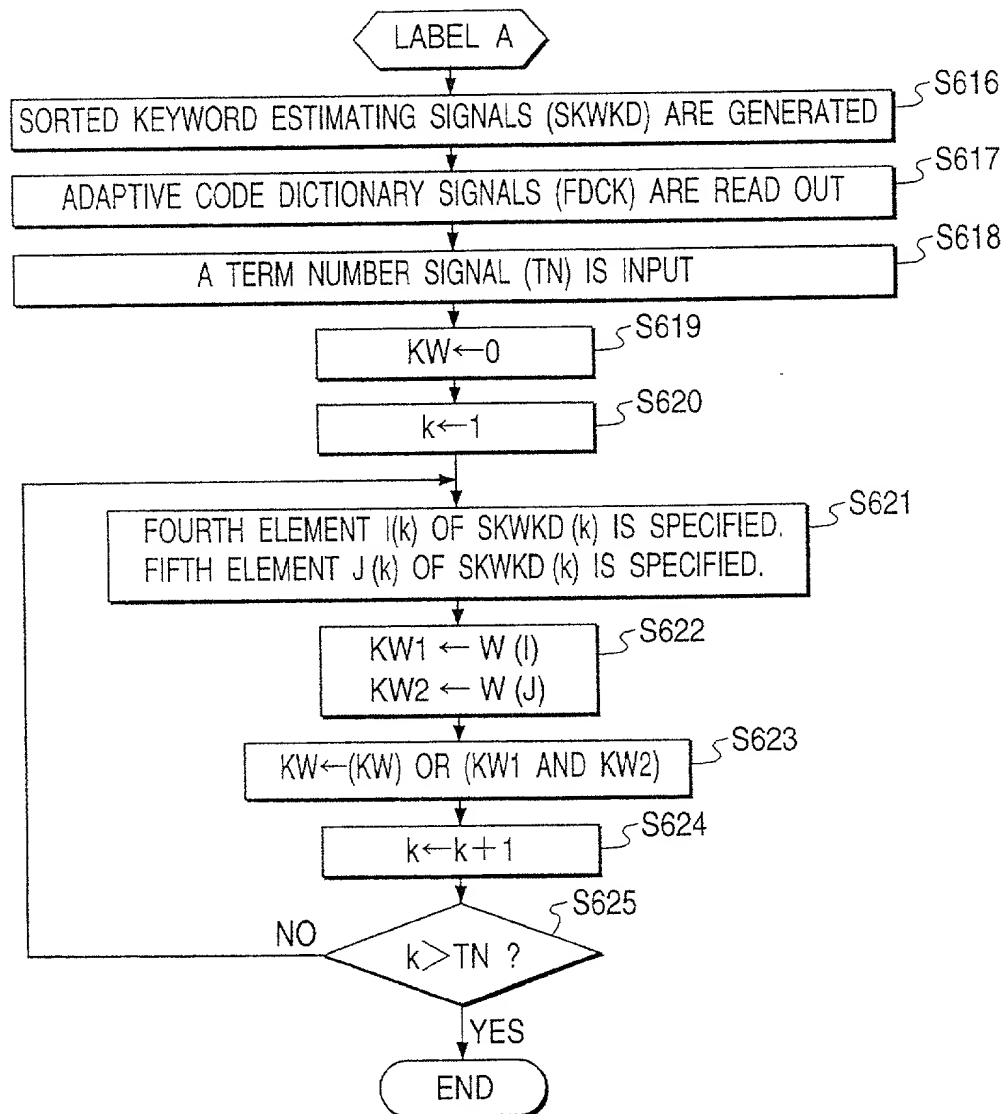 LABEL A
S616
SORTED KEYWORD ESTIMATING SIGNALS (SKWKD) ARE GENERATED
S617
ADAPTIVE CODE DICTIONARY SIGNALS (FDCK) ARE READ OUT
S618
A TERM NUMBER SIGNAL (TN) IS INPUT
S619
KW←0
S620
k←1
S621
FOURTH ELEMENT I(k) OF SKWKD (k) IS SPECIFIED.
FIFTH ELEMENT J (k) OF SKWKD (k) IS SPECIFIED.
S622
KW1 ← W (I)
KW2 ← W (J)
S623
KW←(KW) OR (KW1 AND KW2)
S624
k←k+1
S625
NO
k>TN ?
YES
END